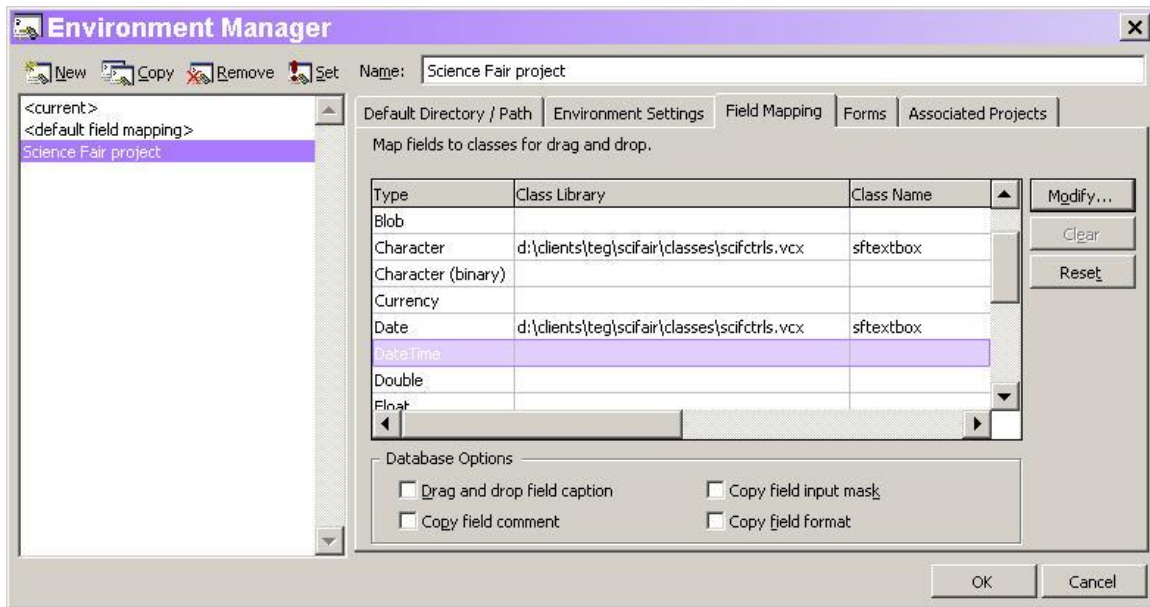 Environment Manager
New Copy Remove Set Name: Science Fair project
<current>
<default field mapping>
Science Fair project
Default Directory / Path Environment Settings Field Mapping Forms Associated Projects
Map fields to classes for drag and drop.
Type Class Library Class Name
Blob
Character d:\clients\teg\scifair\classes\scifctrls.vcx sftextbox
Character (binary)
Currency
Date d:\clients\teg\scifair\classes\scifctrls.vcx sftextbox
DateTime
Double
Float
Modify...
Clear
Reset
Database Options
Drag and drop field caption Copy field input mask
Copy field comment Copy field format
OK Cancel